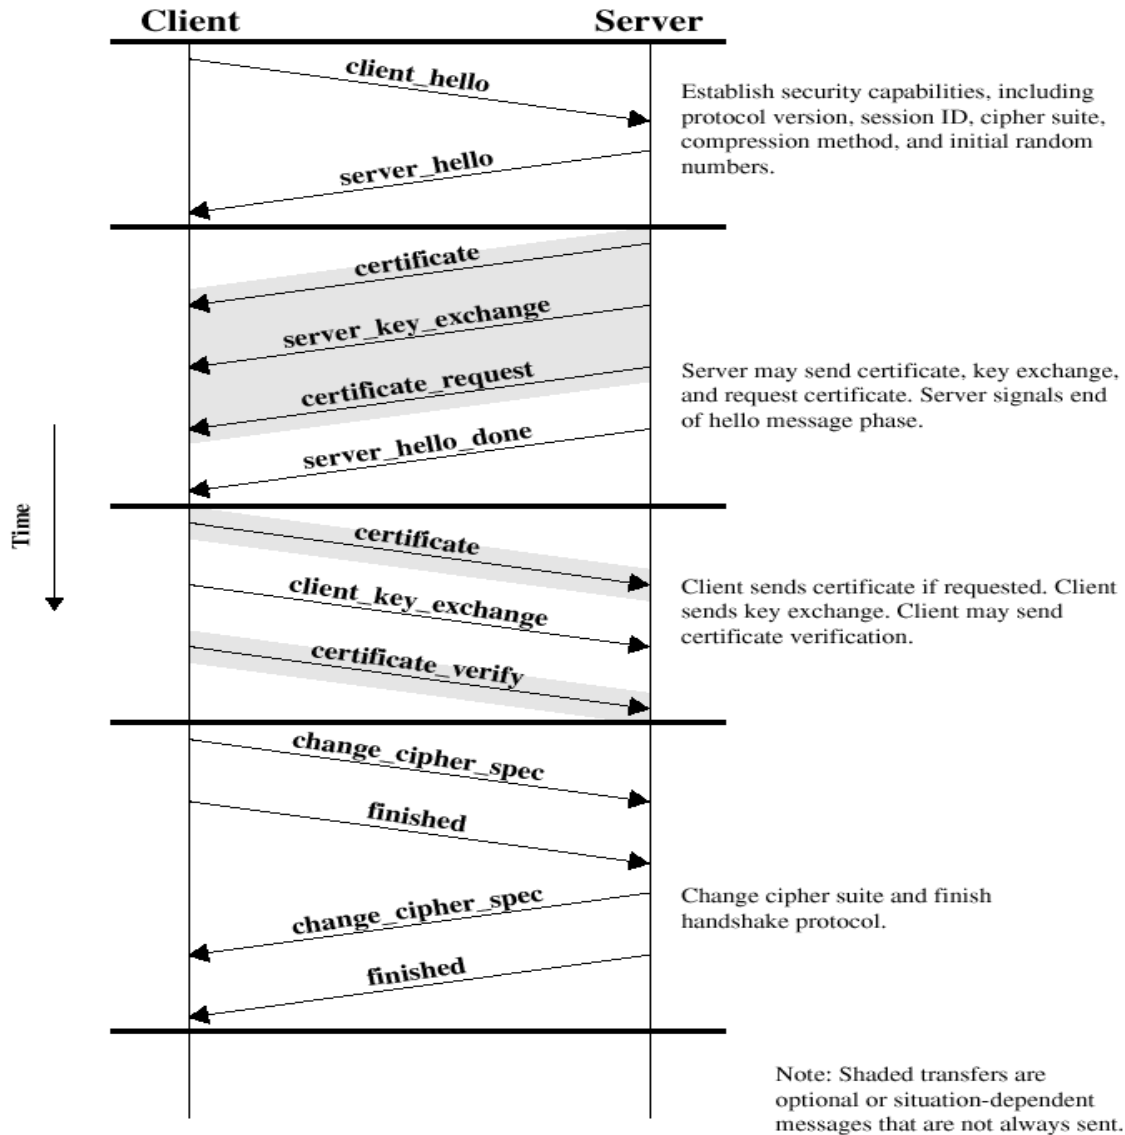 Client
Server
client_hello
server_hello
Establish security capabilities, including
protocol version, session ID, cipher suite,
compression method, and initial random
numbers.
certificate
server_key_exchange
certificate_request
server_hello_done
Server may send certificate, key exchange,
and request certificate. Server signals end
of hello message phase.
Time
certificate
client_key_exchange
certificate_verify
Client sends certificate if requested. Client
sends key exchange. Client may send
certificate verification.
change_cipher_spec
finished
change_cipher_spec
finished
Change cipher suite and finish
handshake protocol.
Note: Shaded transfers are
optional or situation-dependent
messages that are not always sent.